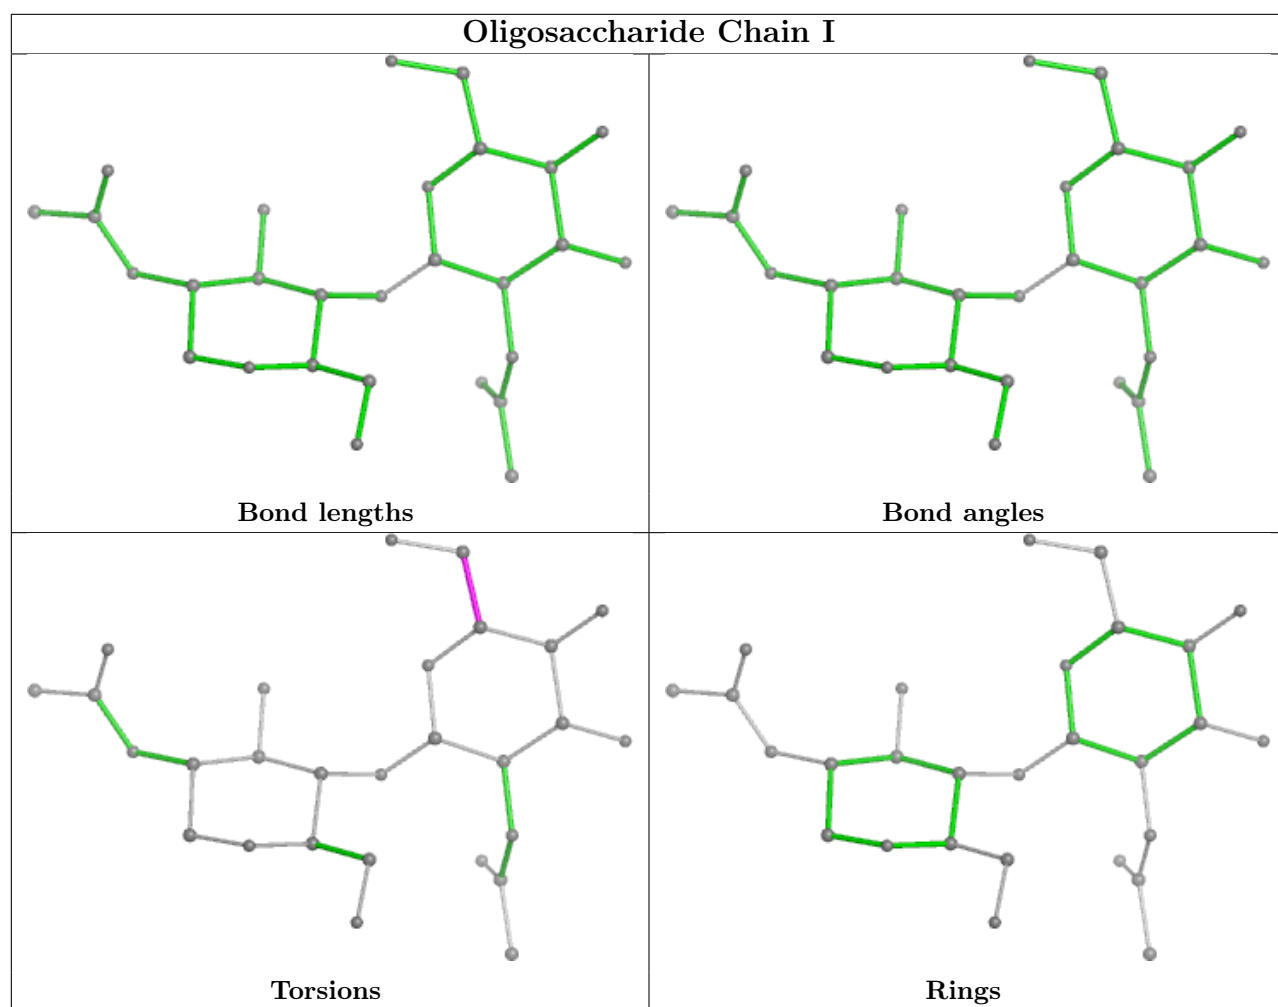 Oligosaccharide Chain I
Bond lengths
Bond angles
Torsions
Rings